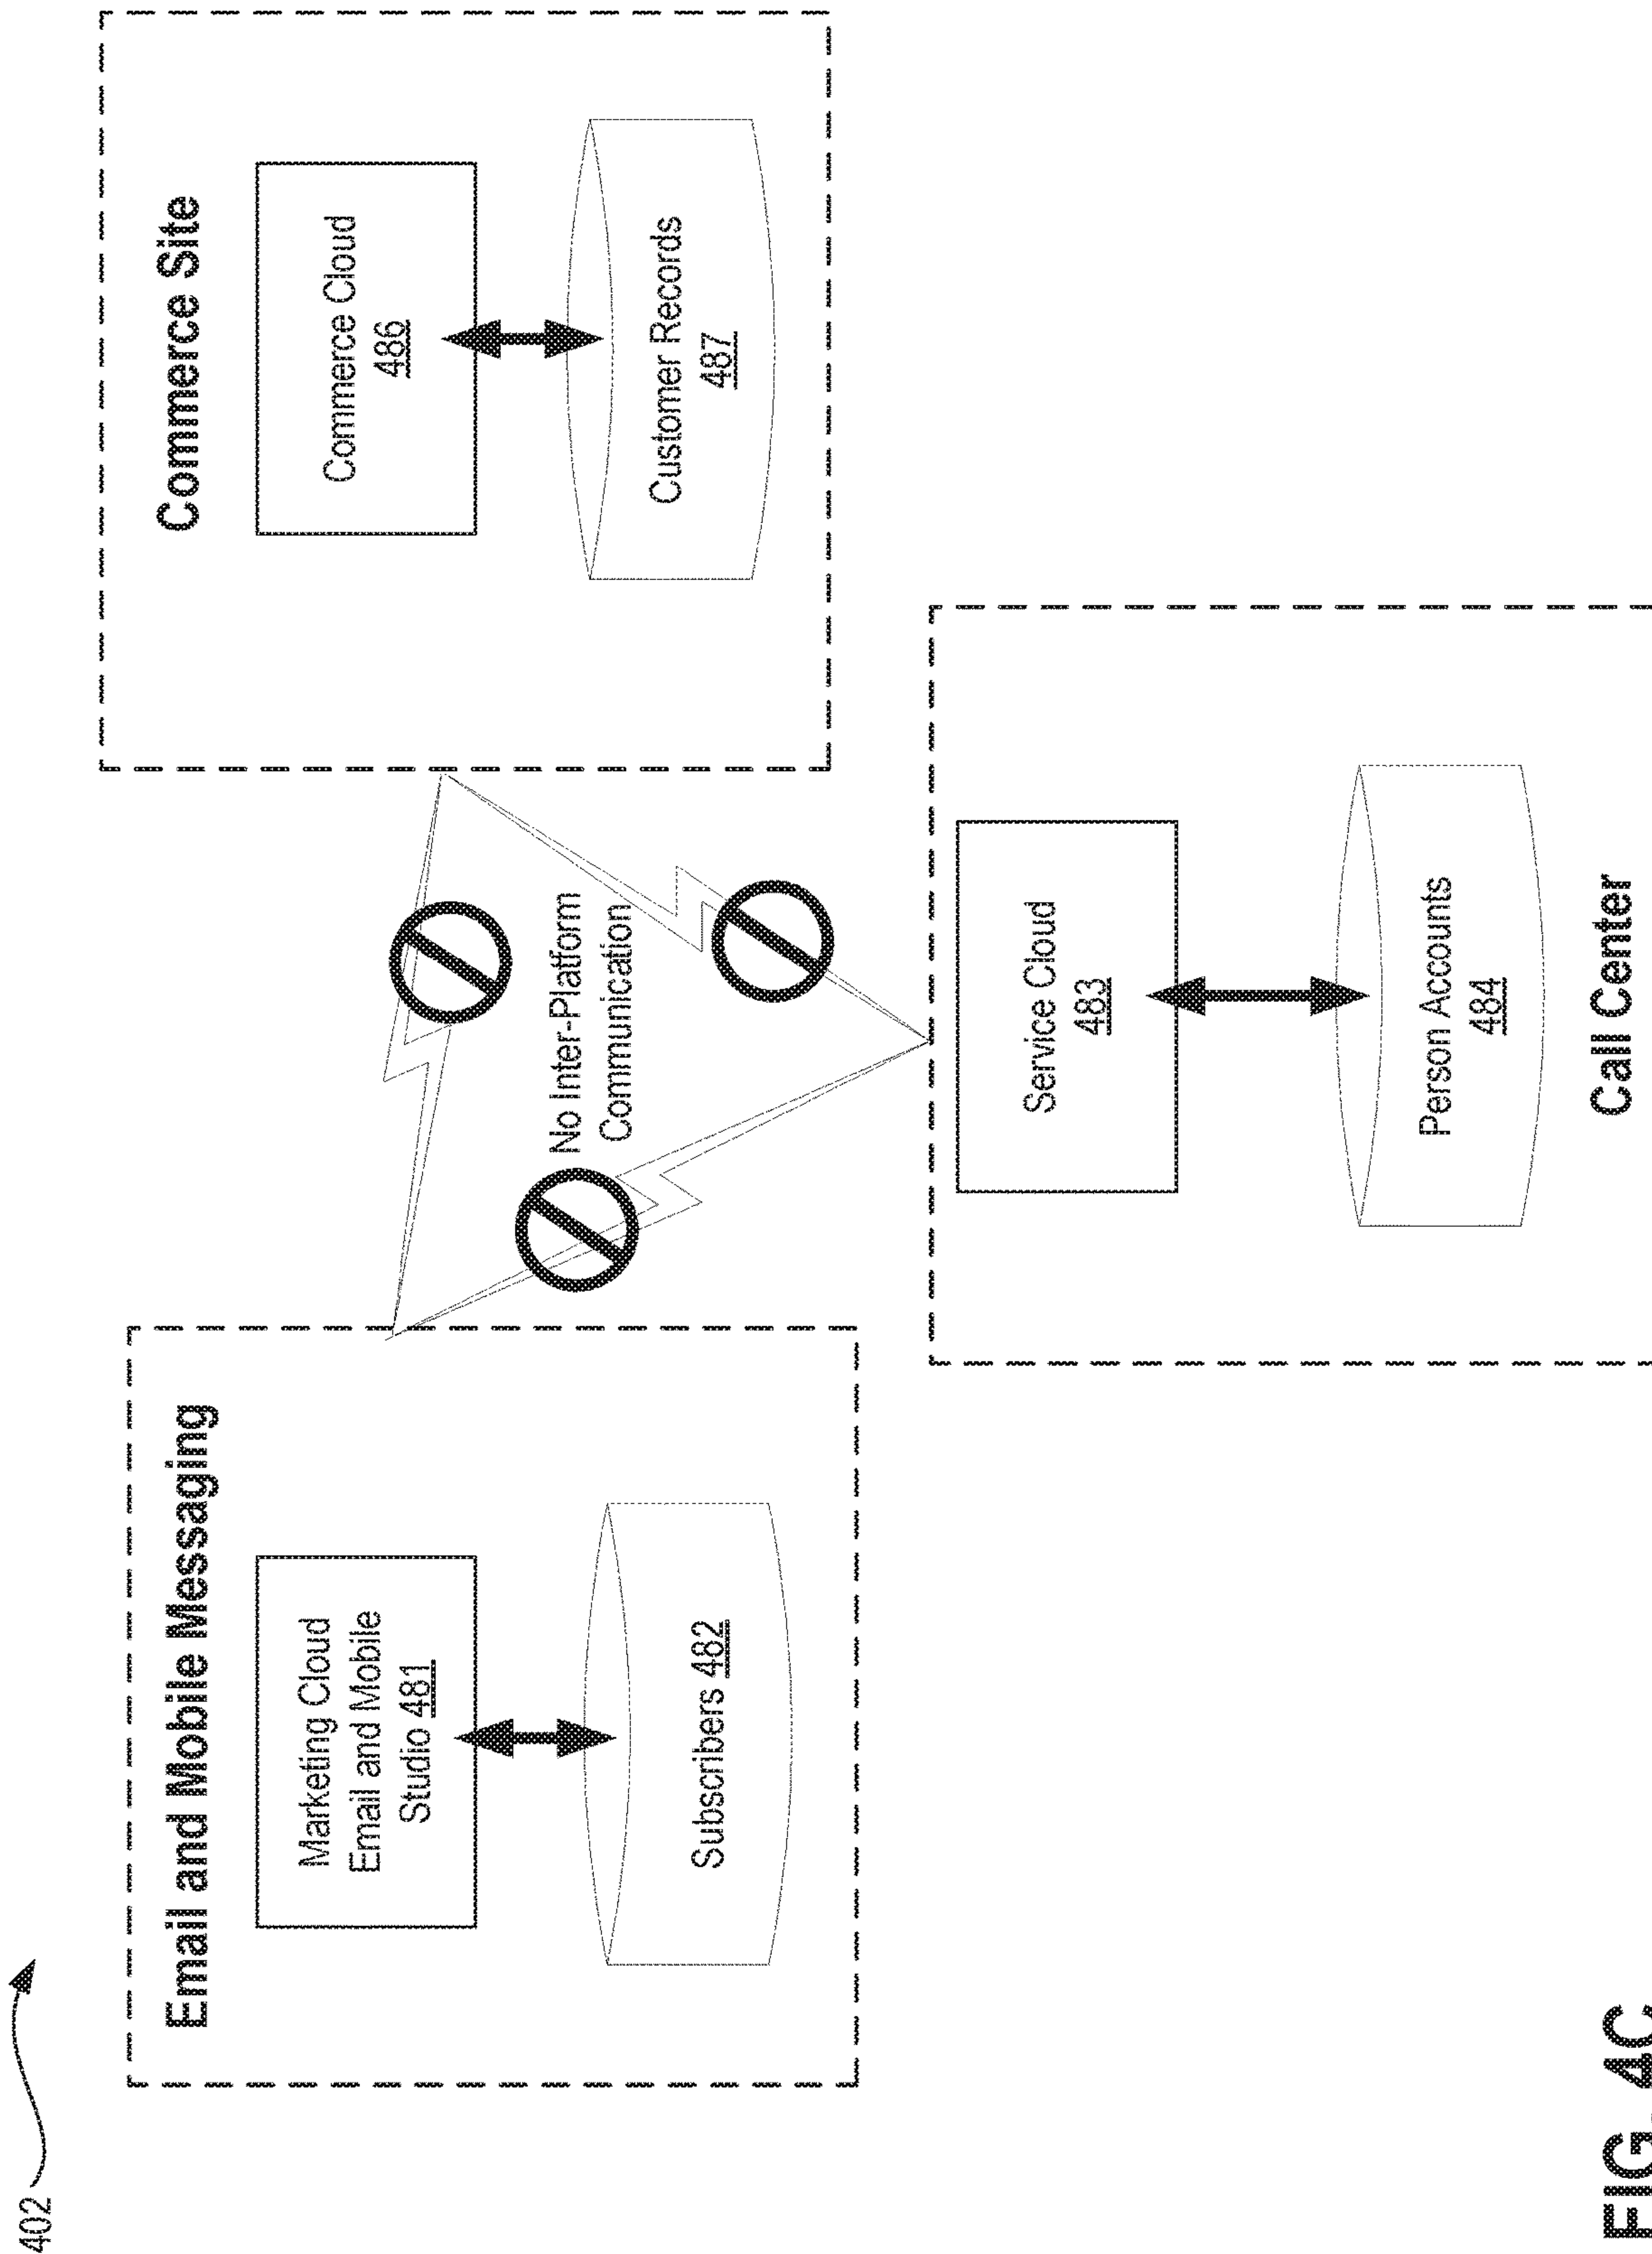 402
Email and Mobile Messaging
Marketing Cloud
Email and Mobile
Studio 481
Subscribers 482
Commerce Site
Commerce Cloud
486
Customer Records
487
No Inter-Platform
Communication
Service Cloud
483
Person Accounts
484
Call Center
FIG. 4C